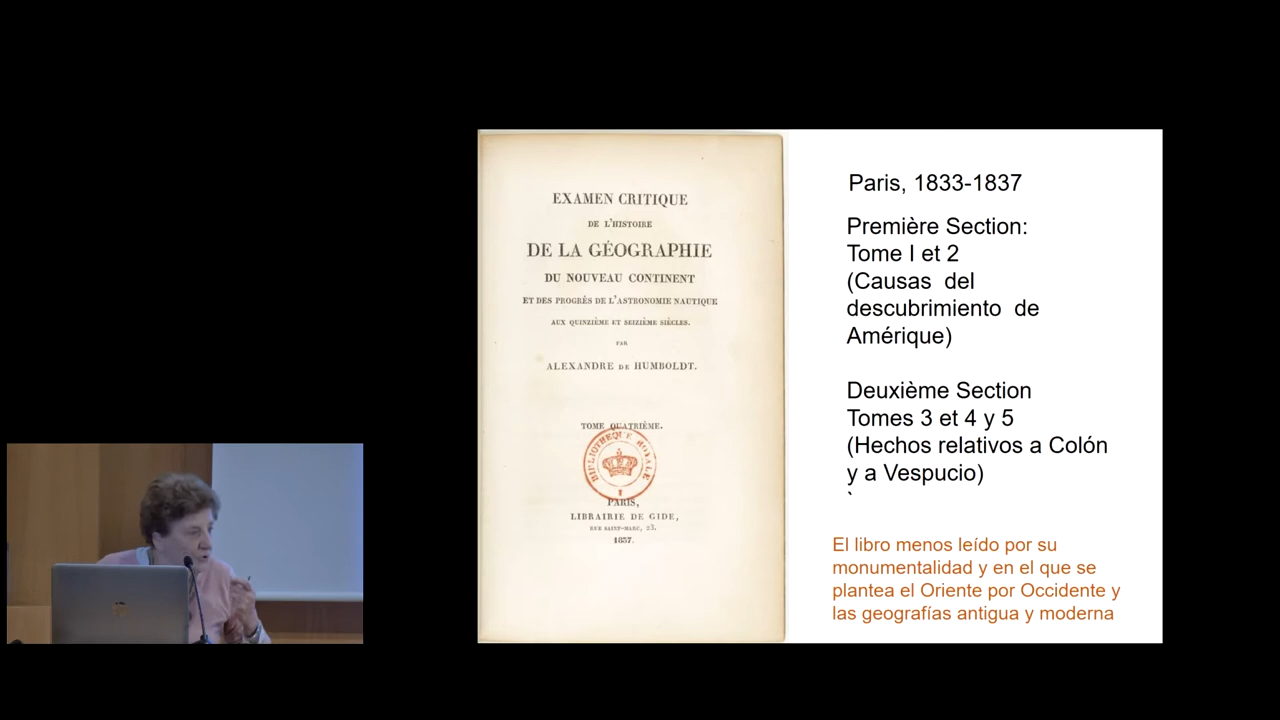 EXAMEN CRITIQUE
DE L'HISTOIRE
DE LA GÉOGRAPHIE
DU NOUVEAU CONTINENT
ET DES PROGRÈS DE L'ASTRONOMIE NAUTIQUE
AUX QUINZIÈME ET SEIZIÈME SIÈCLES.
PAR
ALEXANDRE DE HUMBOLDT.
TOME QUATRIÈME.
BIBLIOTHEQUE ROYALE
PARIS,
LIBRAIRIE DE GIDE,
RUE SAINT-MARC, 23.
1837.
Paris, 1833-1837
Première Section:
Tome I et 2
(Causas del
descubrimiento de
Amérique)
Deuxième Section
Tomes 3 et 4 y 5
(Hechos relativos a Colón
y a Vespucio)
`
El libro menos leído por su
monumentalidad y en el que se
plantea el Oriente por Occidente y
las geografías antigua y moderna